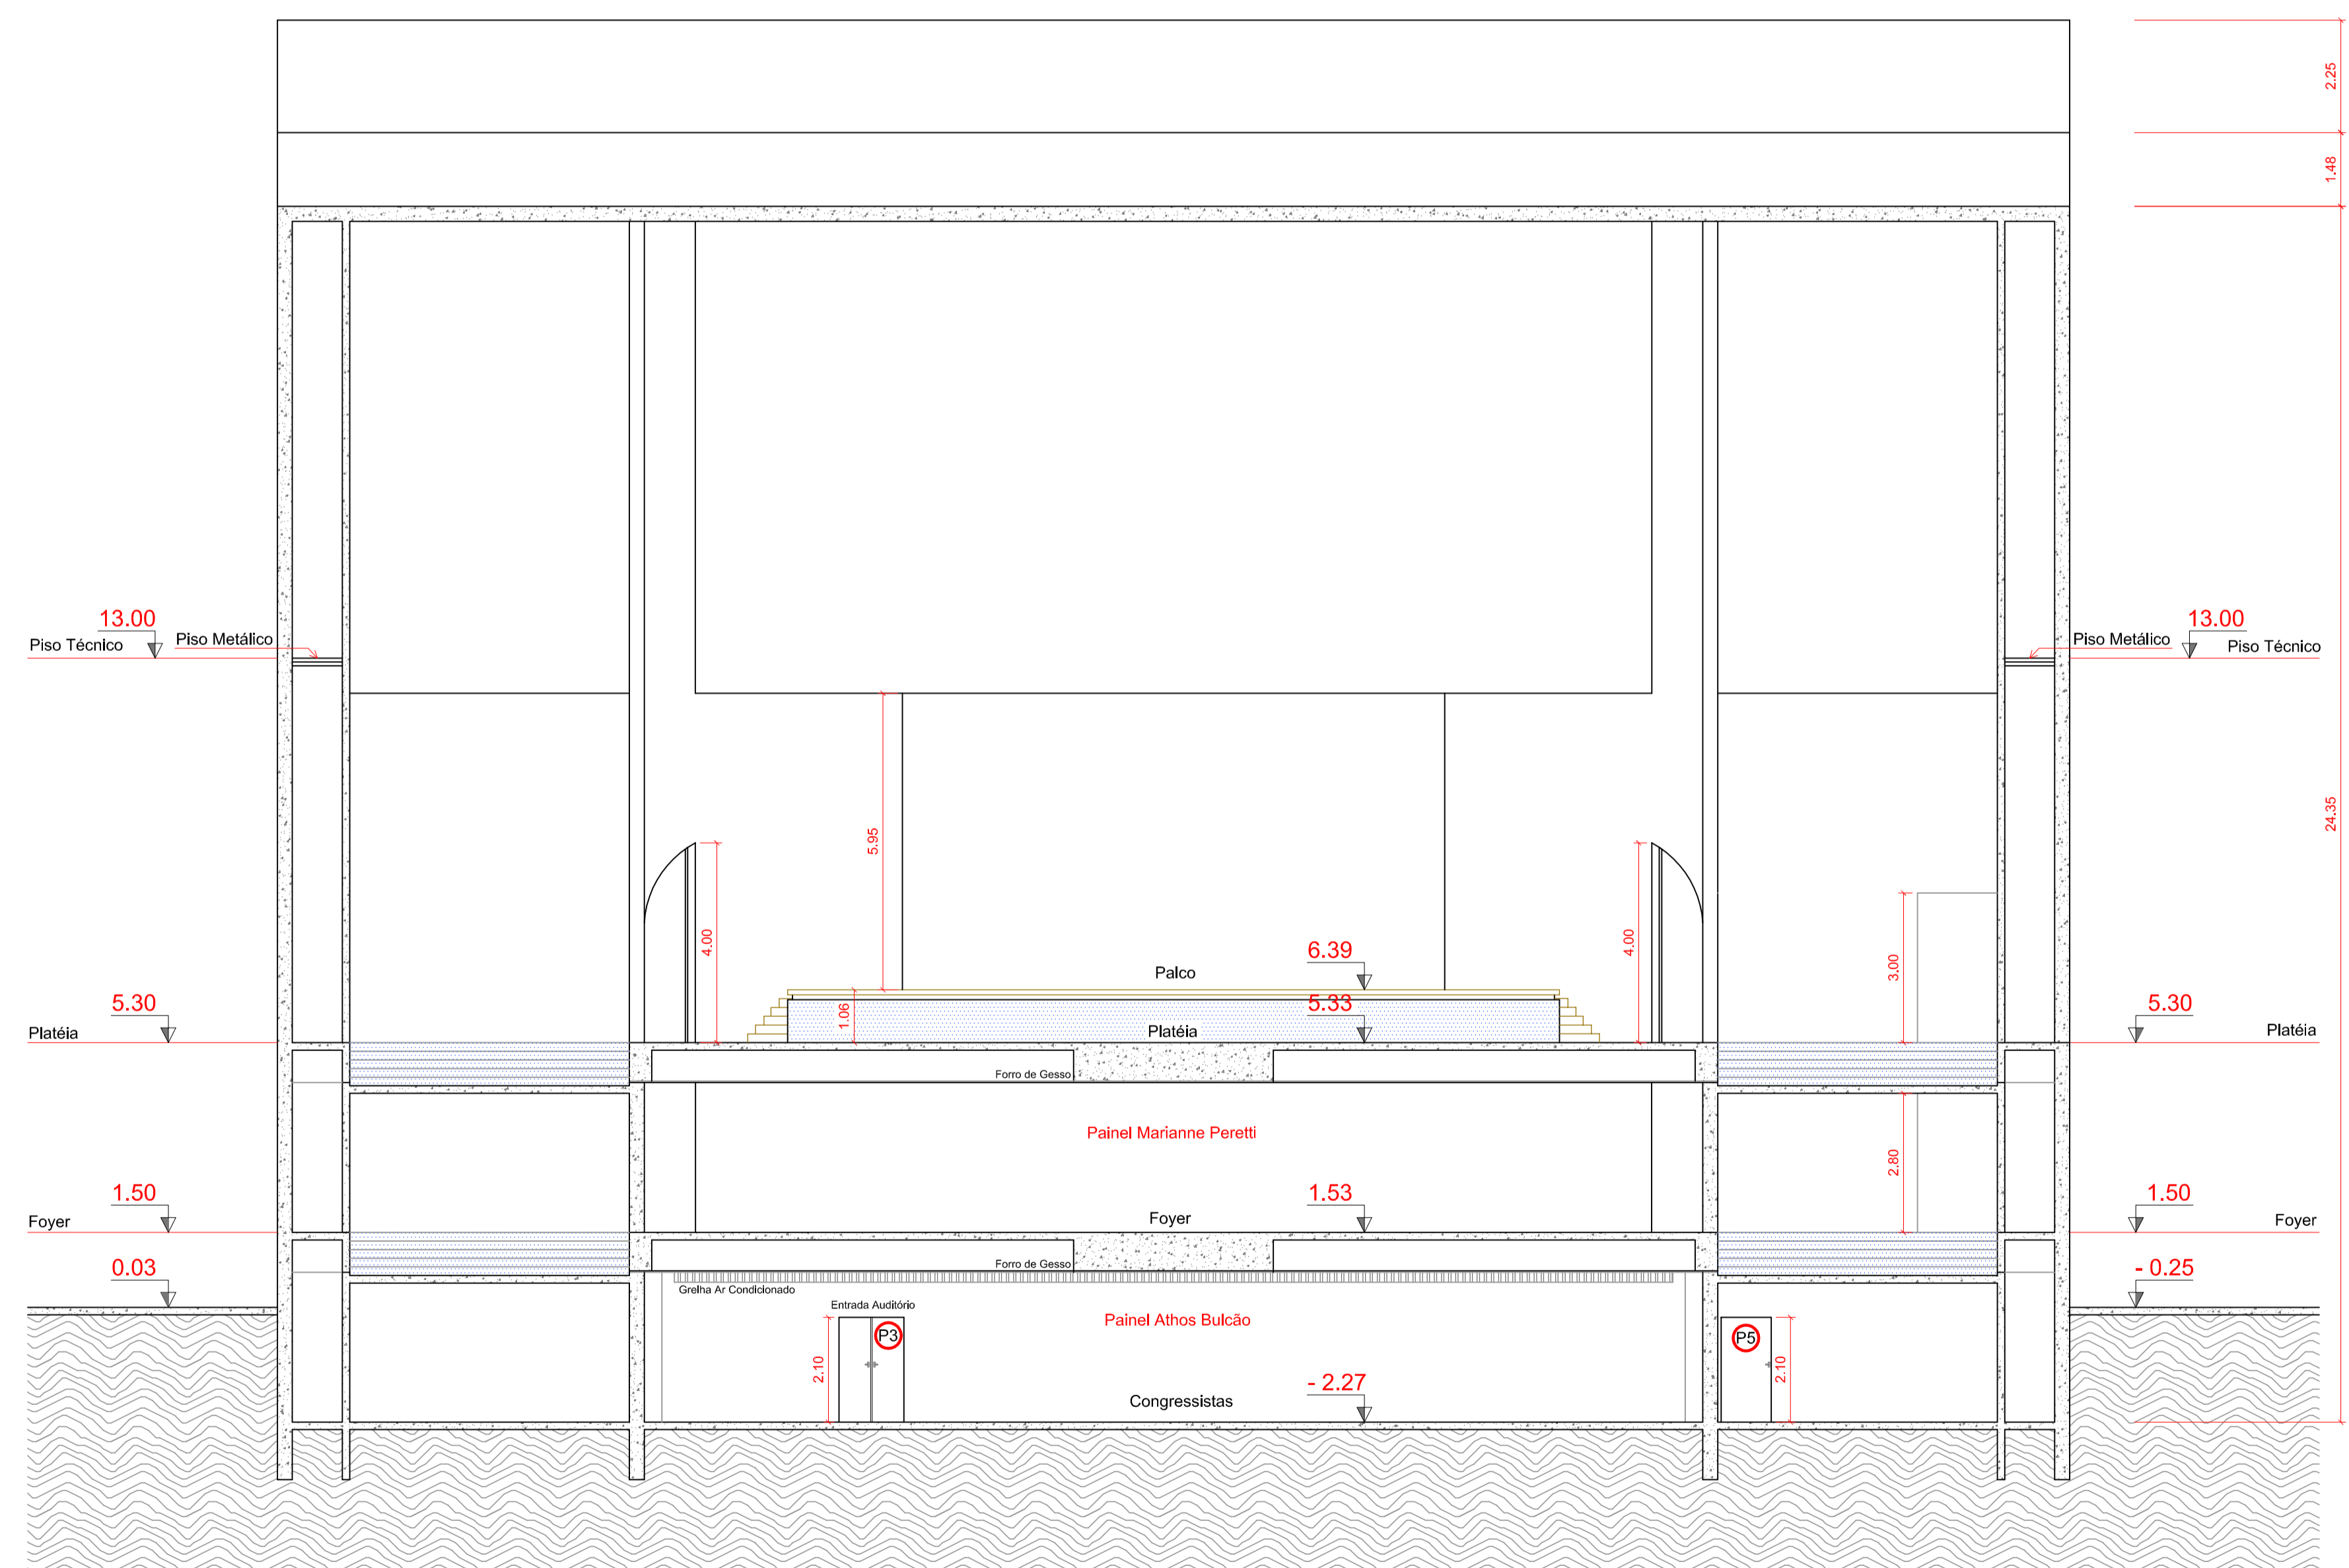 2.25
1.48
13.00
Piso Técnico
Piso Metálico
13.00
Piso Metálico
Piso Técnico
24.35
5.95
4.00
4.00
3.00
6.39
Palco
5.30
Platéia
1.06
5.33
Platéia
5.30
Platéia
Forro de Gesso
Painel Marianne Peretti
2.80
1.50
Foyer
1.53
Foyer
1.50
Foyer
Forro de Gesso
0.03
- 0.25
Grelha Ar Condicionado
Entrada Auditório
Painel Athos Bulcão
P3
P5
2.10
2.10
- 2.27
Congressistas